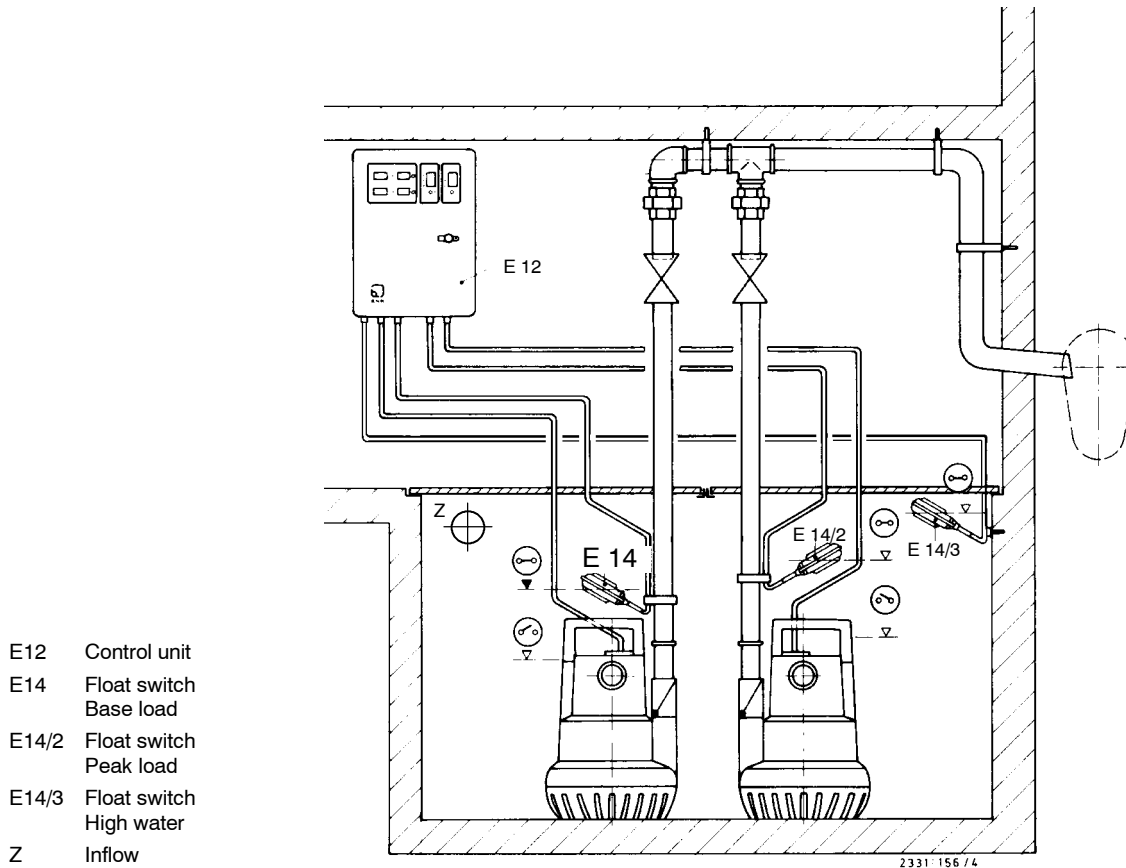 E 12
Z
E 14
E 14/2
E 14/3
E12 Control unit
E14 Float switch
Base load
E14/2 Float switch
Peak load
E14/3 Float switch
High water
Z Inflow
2331:156/4